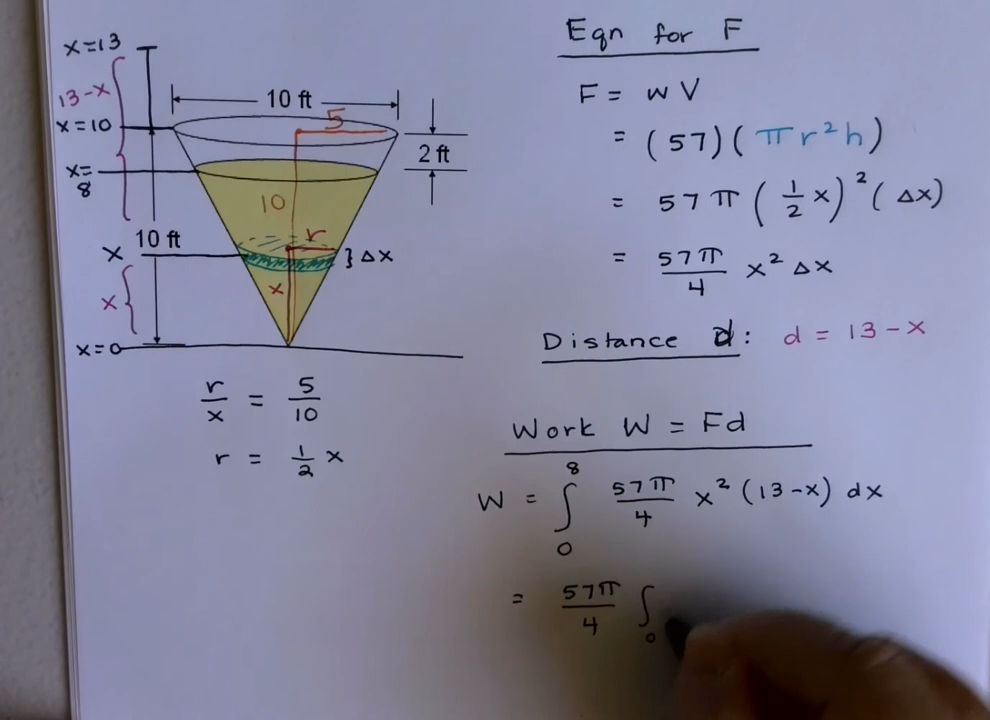 x=13
13-x
10 ft
5
x=10
2 ft
x=
8
10
r
x
10 ft
} Δx
x
x
x=0
r/x = 5/10
r = 1/2 x
Eqn for F
F = wV
= (57)(πr²h)
= 57π(1/2 x)²(Δx)
= 57π/4 x² Δx
Distance d: d = 13-x
Work W = Fd
W = ∫₀⁸ 57π/4 x² (13-x) dx
= 57π/4 ∫₀